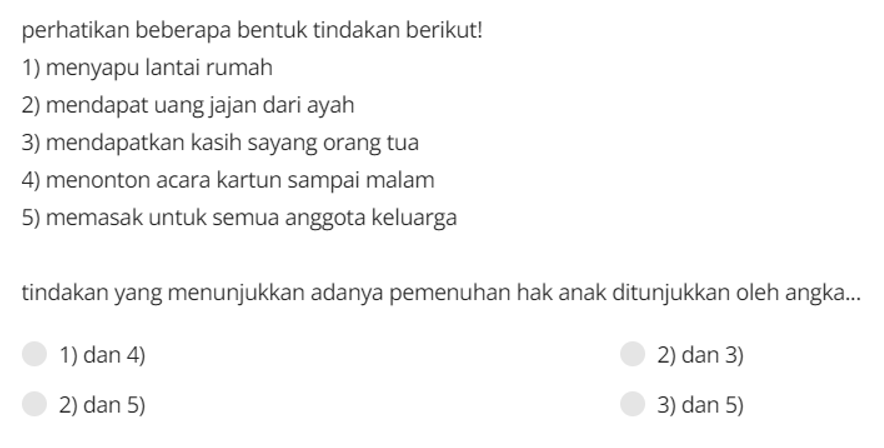 perhatikan beberapa bentuk tindakan berikut!
1) menyapu lantai rumah
2) mendapat uang jajan dari ayah
3) mendapatkan kasih sayang orang tua
4) menonton acara kartun sampai malam
5) memasak untuk semua anggota keluarga
tindakan yang menunjukkan adanya pemenuhan hak anak ditunjukkan oleh angka...
1) dan 4)
2) dan 3)
2) dan 5)
3) dan 5)